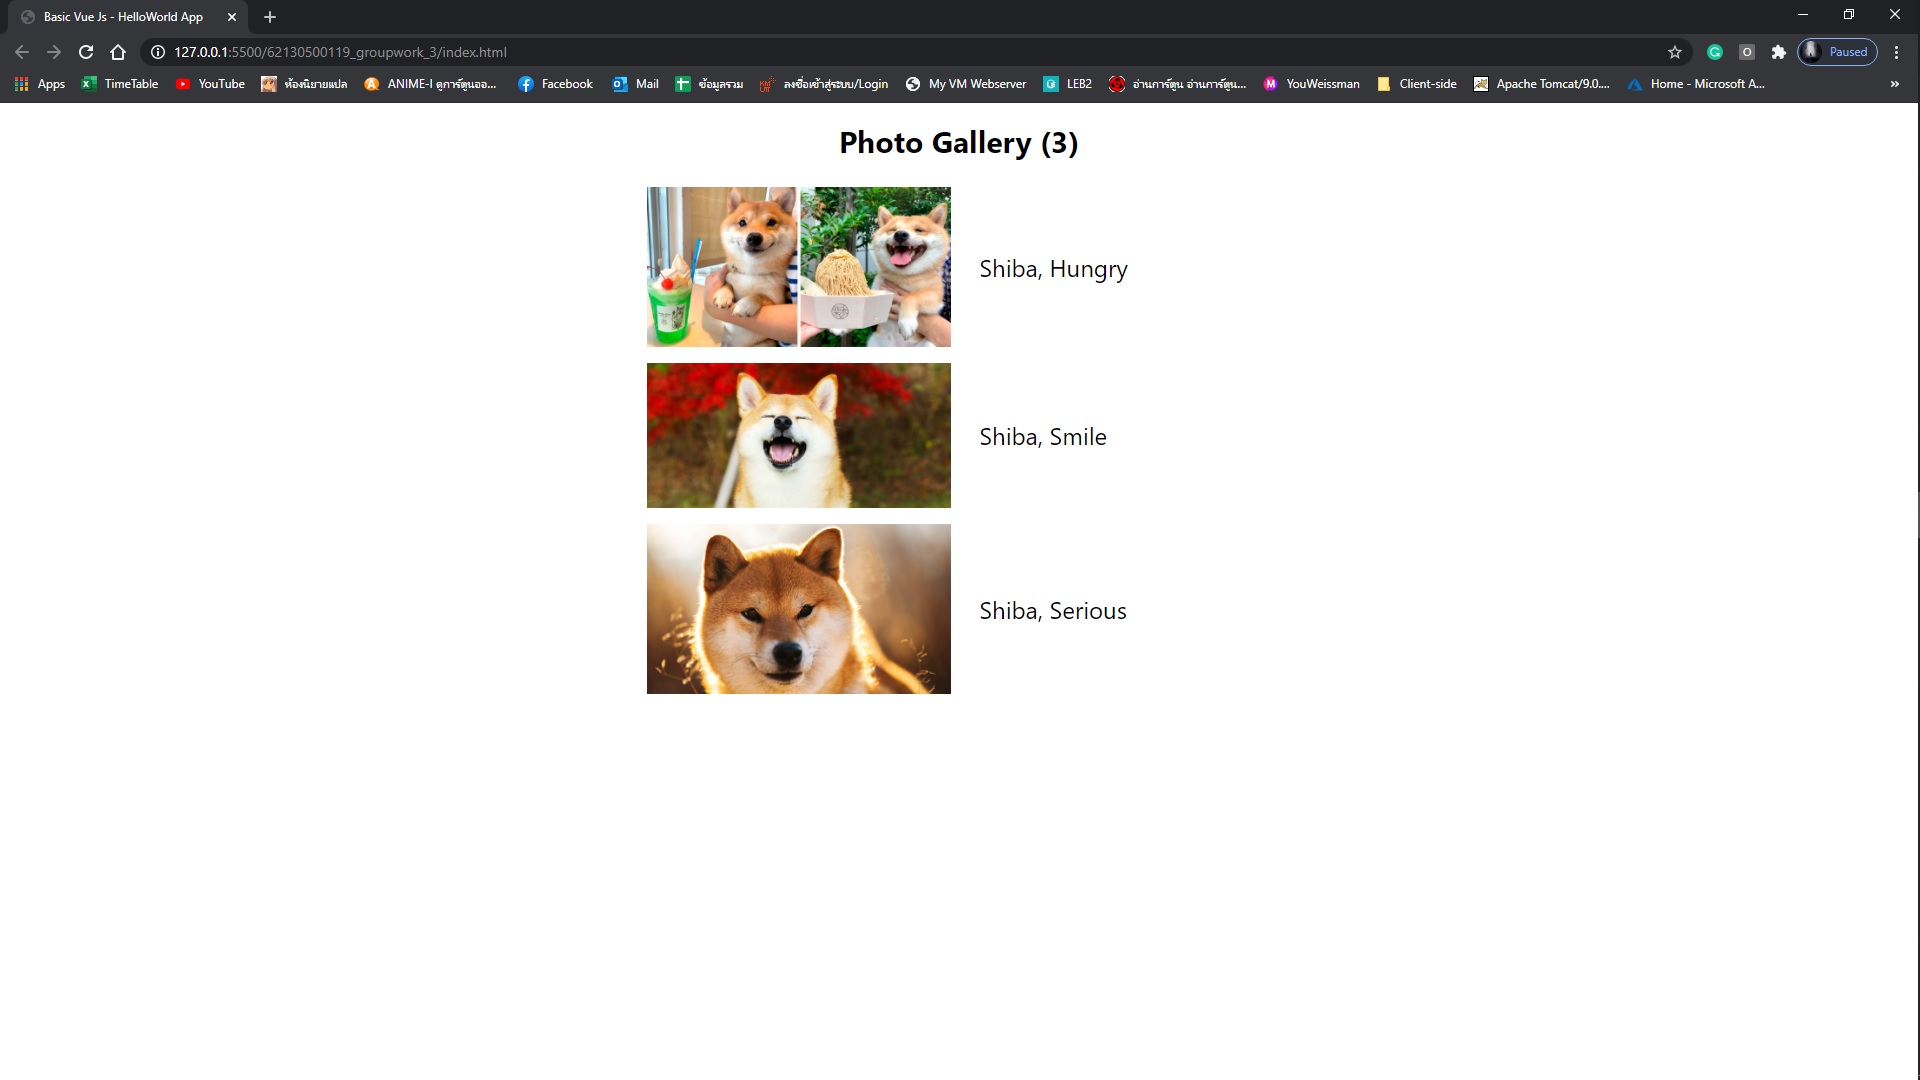 Basic Vue Js - HelloWorld App
127.0.0.1:5500/62130500119_groupwork_3/index.html
Paused
Apps TimeTable YouTube ห้องนิยายแปล ANIME-I ดูการ์ตูนออ... Facebook Mail ข้อมูลรวม ลงชื่อเข้าสู่ระบบ/Login My VM Webserver LEB2 อ่านการ์ตูน อ่านการ์ตูน... YouWeissman Client-side Apache Tomcat/9.0.... Home - Microsoft A... »
Photo Gallery (3)
Shiba, Hungry
Shiba, Smile
Shiba, Serious